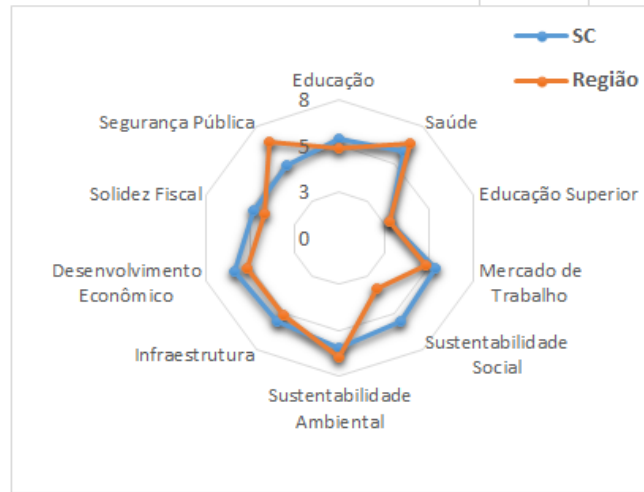 SC
Região
Educação
8
5
3
0
Saúde
Educação Superior
Mercado de
Trabalho
Sustentabilidade
Social
Sustentabilidade
Ambiental
Infraestrutura
Desenvolvimento
Econômico
Solidez Fiscal
Segurança Pública